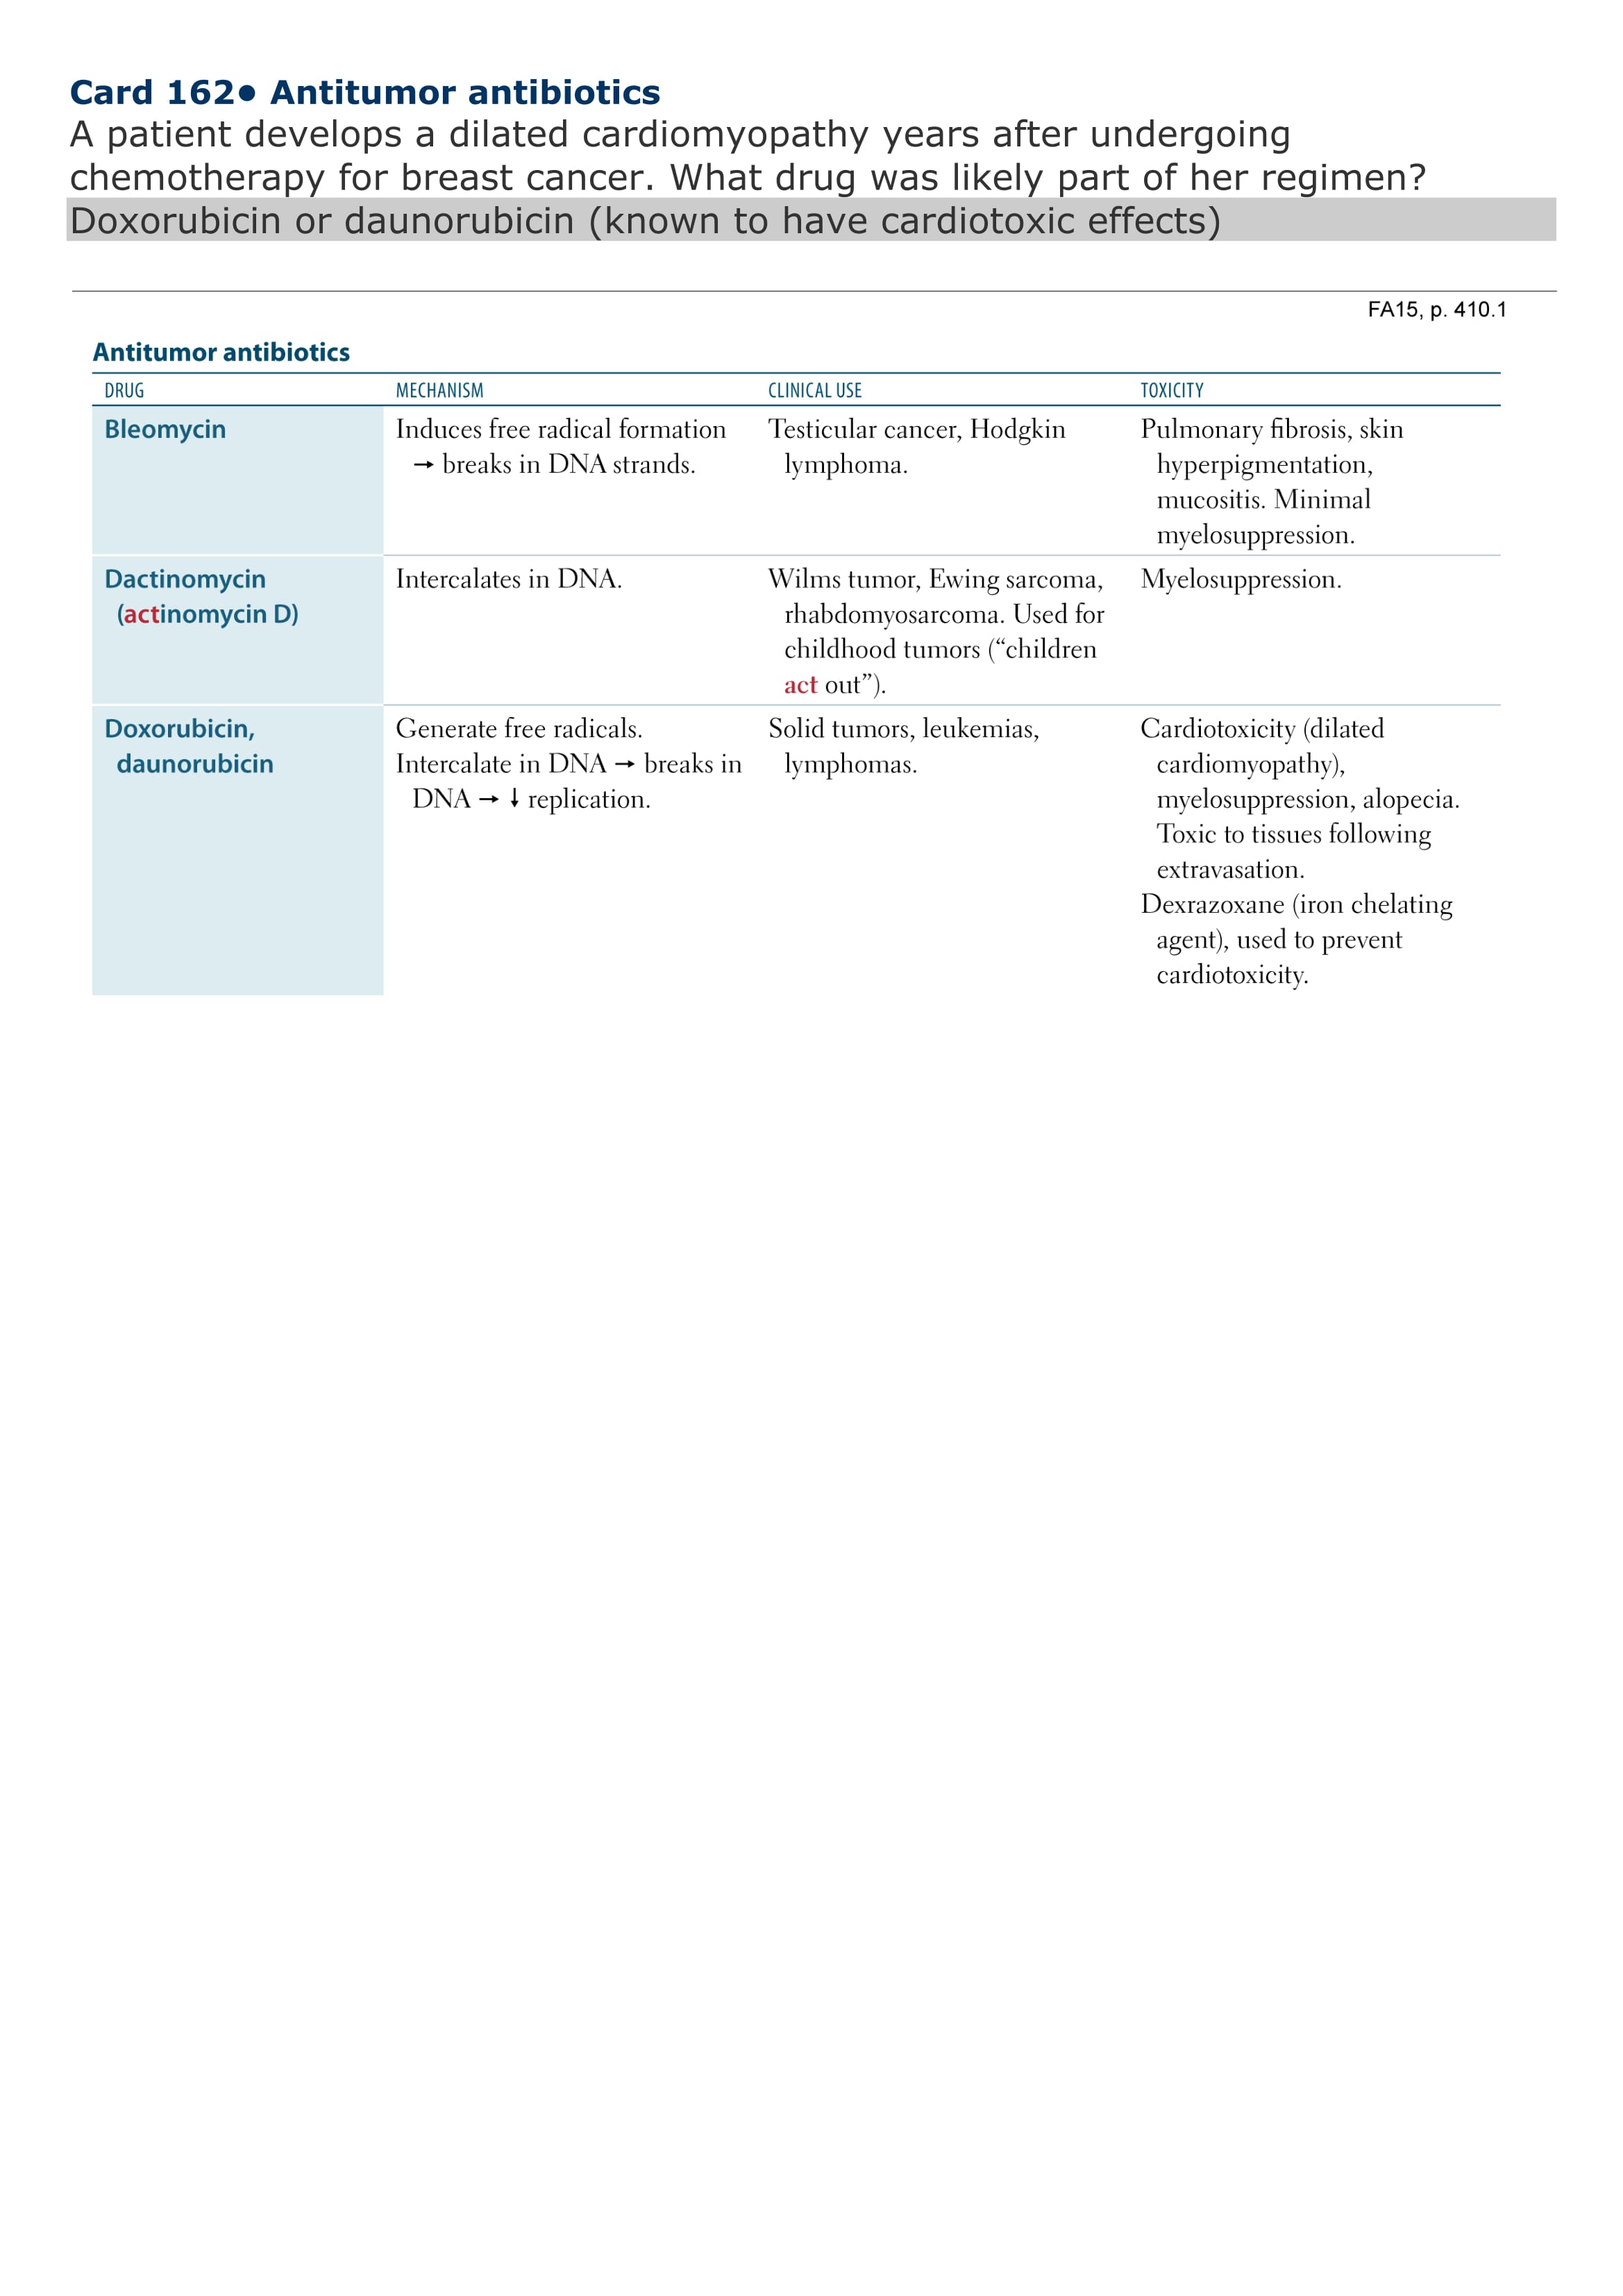 Card 162• Antitumor antibiotics
A patient develops a dilated cardiomyopathy years after undergoing
chemotherapy for breast cancer. What drug was likely part of her regimen?
Doxorubicin or daunorubicin (known to have cardiotoxic effects)
FA15, p. 410.1
Antitumor antibiotics
DRUG MECHANISM CLINICAL USE TOXICITY
Bleomycin Induces free radical formation Testicular cancer, Hodgkin Pulmonary fibrosis, skin
→ breaks in DNA strands. lymphoma. hyperpigmentation,
mucositis. Minimal
myelosuppression.
Dactinomycin Intercalates in DNA. Wilms tumor, Ewing sarcoma, Myelosuppression.
(actinomycin D) rhabdomyosarcoma. Used for
childhood tumors (“children
act out”).
Doxorubicin, Generate free radicals. Solid tumors, leukemias, Cardiotoxicity (dilated
daunorubicin Intercalate in DNA → breaks in lymphomas. cardiomyopathy),
DNA → ↓ replication. myelosuppression, alopecia.
Toxic to tissues following
extravasation.
Dexrazoxane (iron chelating
agent), used to prevent
cardiotoxicity.